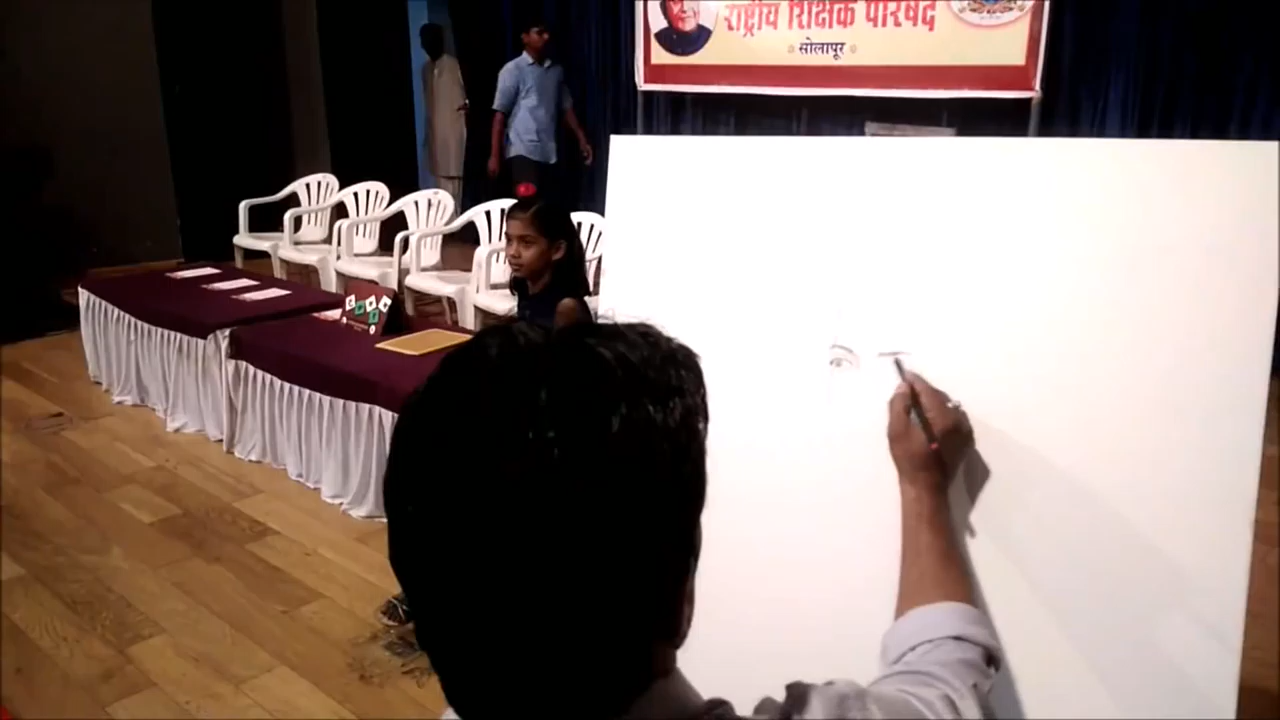 राष्ट्रीय शिक्षक परिषद
सोलापूर